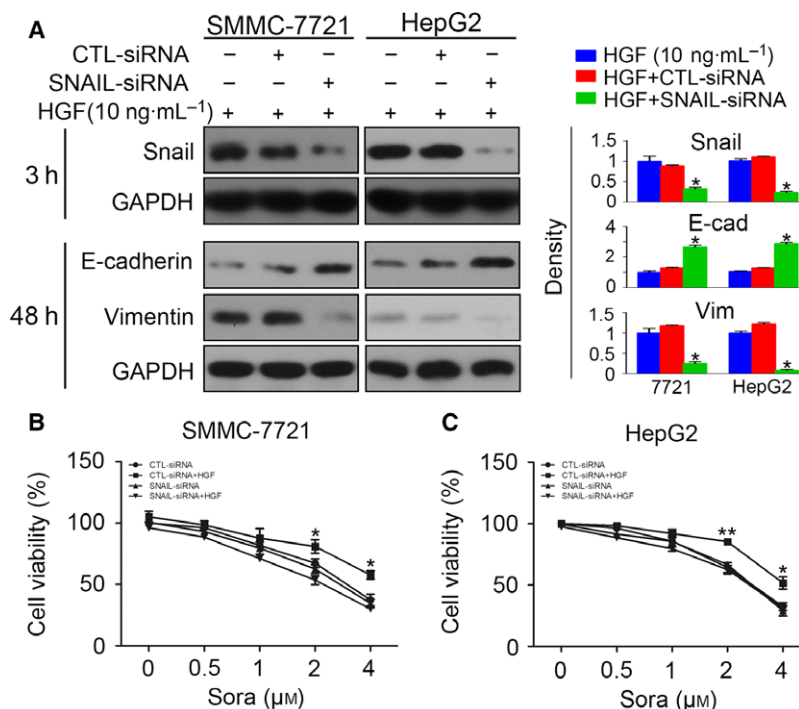 A
SMMC-7721 HepG2
CTL-siRNA − + − − + −
SNAIL-siRNA − − + − − +
HGF(10 ng·mL⁻¹) + + + + + +
3 h
Snail
GAPDH
48 h
E-cadherin
Vimentin
GAPDH
HGF (10 ng·mL⁻¹)
HGF+CTL-siRNA
HGF+SNAIL-siRNA
Density
Snail
1.5
1
0.5
0
* *
E-cad
4
2
0
* *
Vim
1.5
1
0.5
0
* *
7721 HepG2
B
SMMC-7721
CTL-siRNA
CTL-siRNA+HGF
SNAIL-siRNA
SNAIL-siRNA+HGF
Cell viability (%)
150
100
50
0
* *
0 0.5 1 2 4
Sora (μM)
C
HepG2
CTL-siRNA
CTL-siRNA+HGF
SNAIL-siRNA
SNAIL-siRNA+HGF
Cell viability (%)
150
100
50
0
** *
0 0.5 1 2 4
Sora (μM)